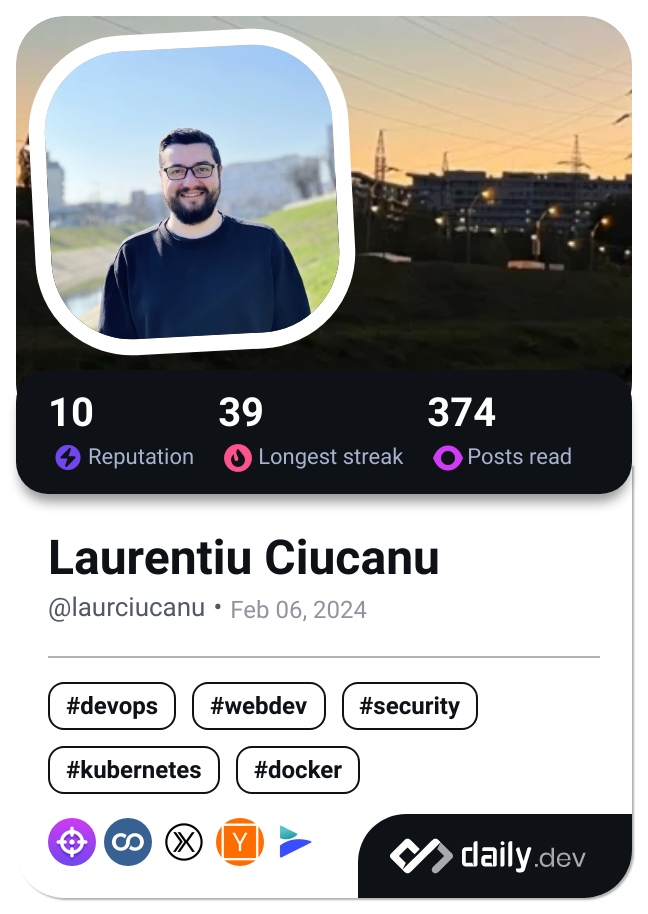 10 39 374
Reputation Longest streak Posts read
Laurentiu Ciucanu
@laurciucanu • Feb 06, 2024
#devops #webdev #security
#kubernetes #docker
Y
daily.dev